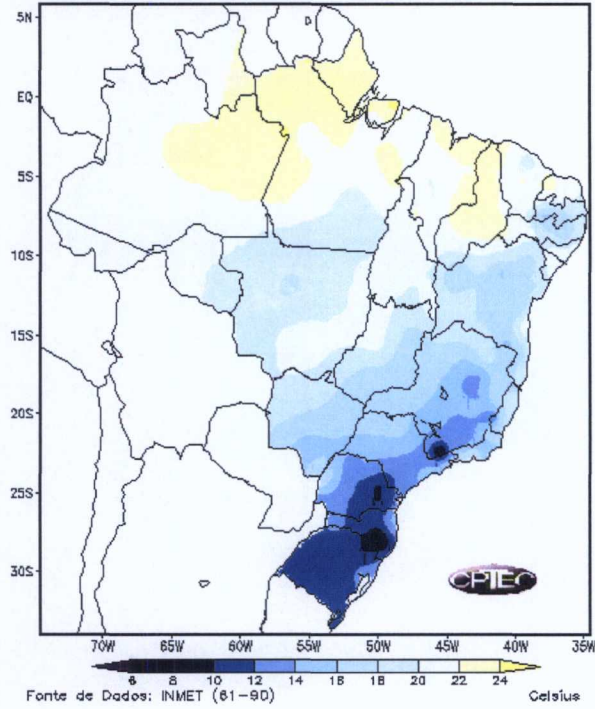 5N
EQ
5S
10S
15S
20S
25S
30S
70W 65W 60W 55W 50W 45W 40W 35W
CPTEC
6 8 10 12 14 16 18 20 22 24
Fonte de Dados: INMET (61-90) Celsius